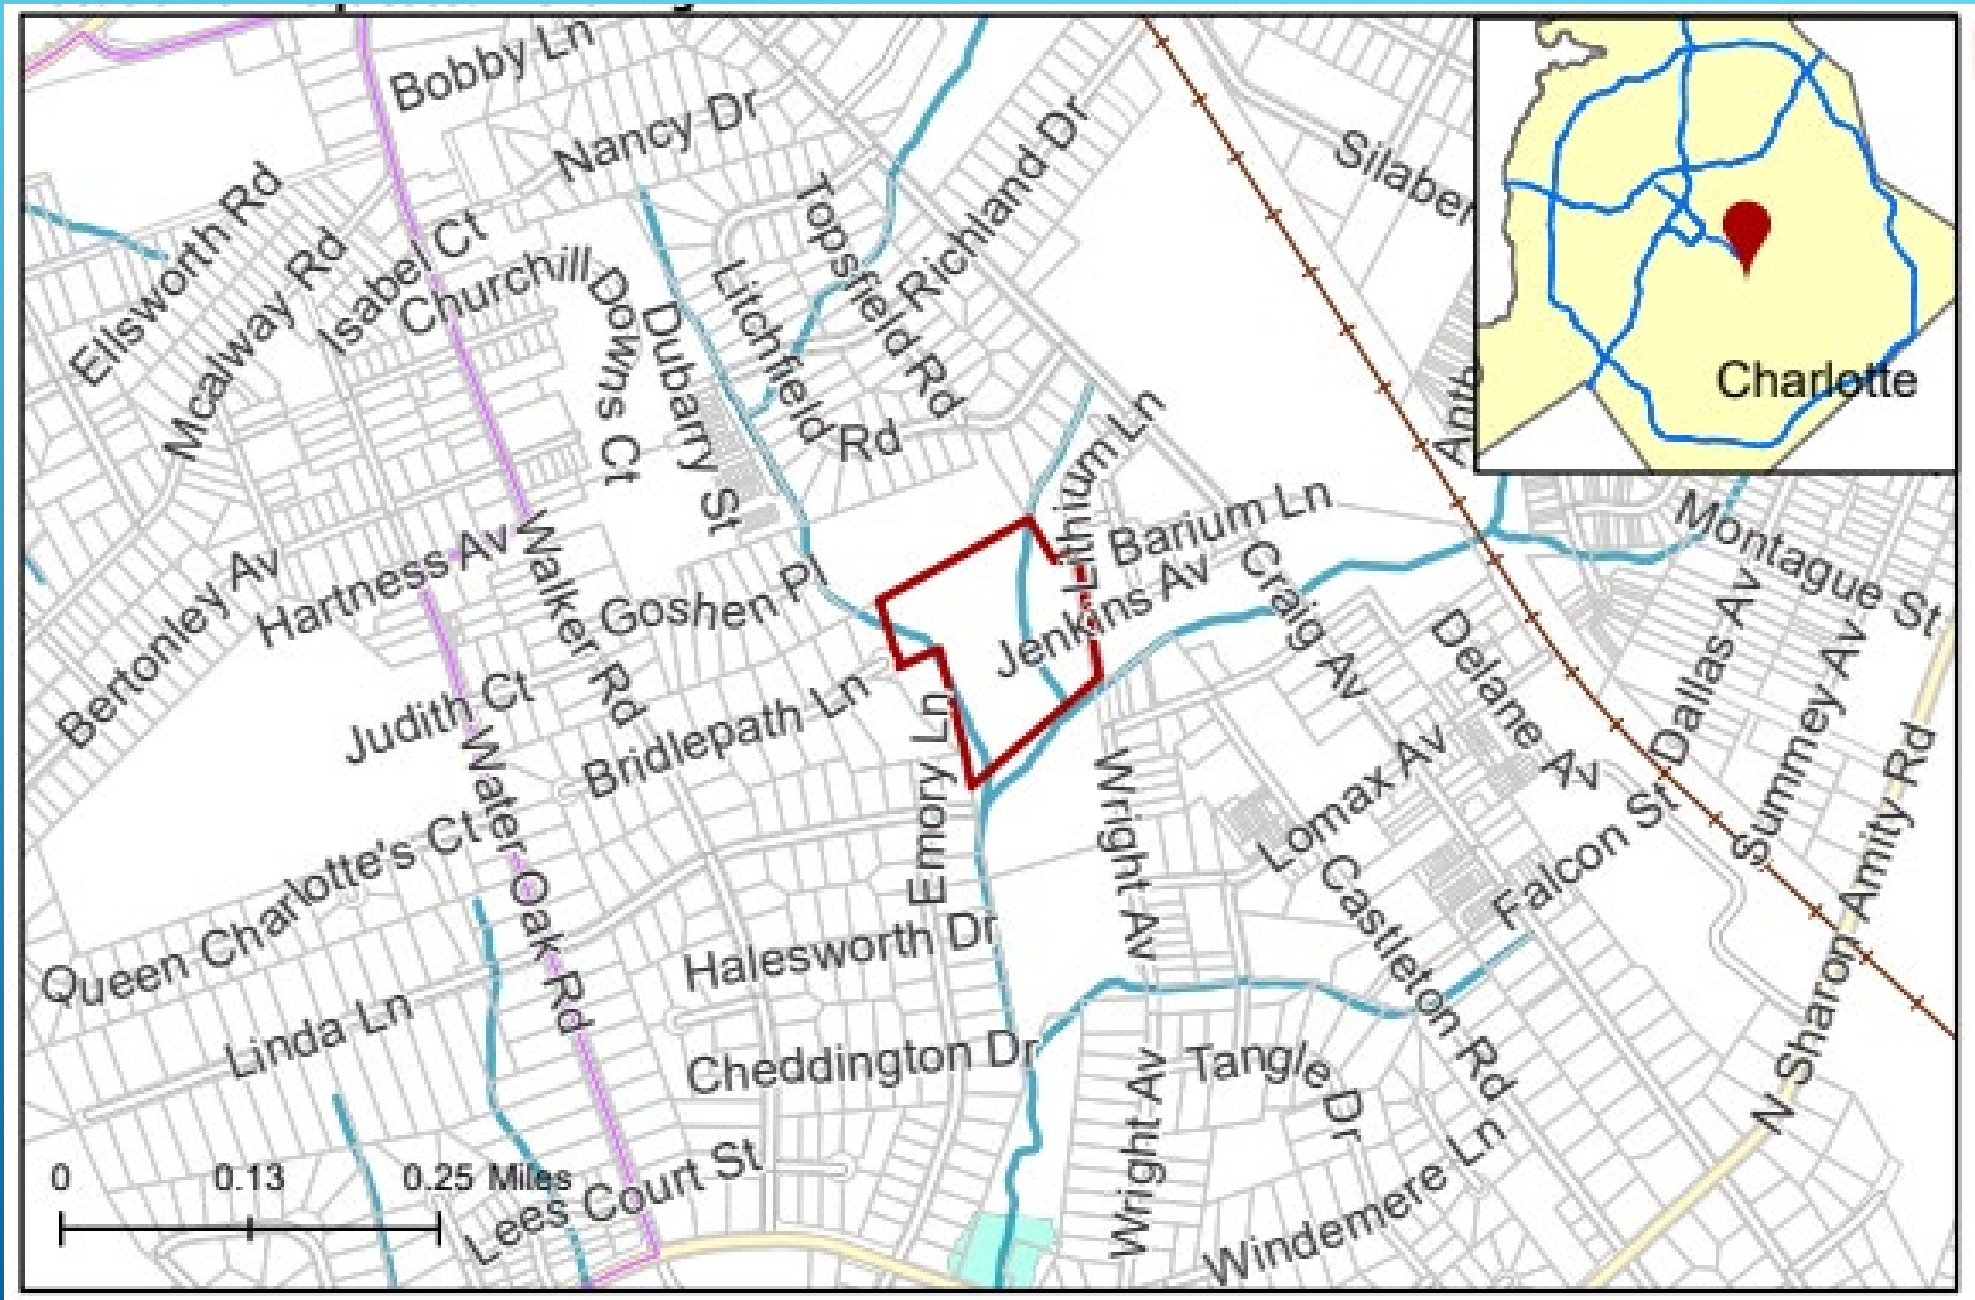 Bobby Ln
Nancy Dr
Silaber
Ellsworth Rd
Mcalway Rd
Isabel Ct
Churchill
Downs Ct
Dubarry St
Litchfield
Rd
Topsfield Rd
Richland Dr
Lithium Ln
Barium Ln
Jenkins Av
Craig Av
Anth
Charlotte
Montague St
Bertonley Av
Hartness Av
Walker Rd
Goshen Pl
Judith Ct
Bridlepath Ln
Emory Ln
Delane Av
Dallas Av
Summey Av
N Sharon Amity Rd
Queen Charlotte's Ct
Water Oak Rd
Wright Av
Lomax Av
Falcon St
Castleton Rd
Halesworth Dr
Linda Ln
Cheddington Dr
Wright Av
Tangle Dr
Windemere Ln
Lees Court St
0 0.13 0.25 Miles